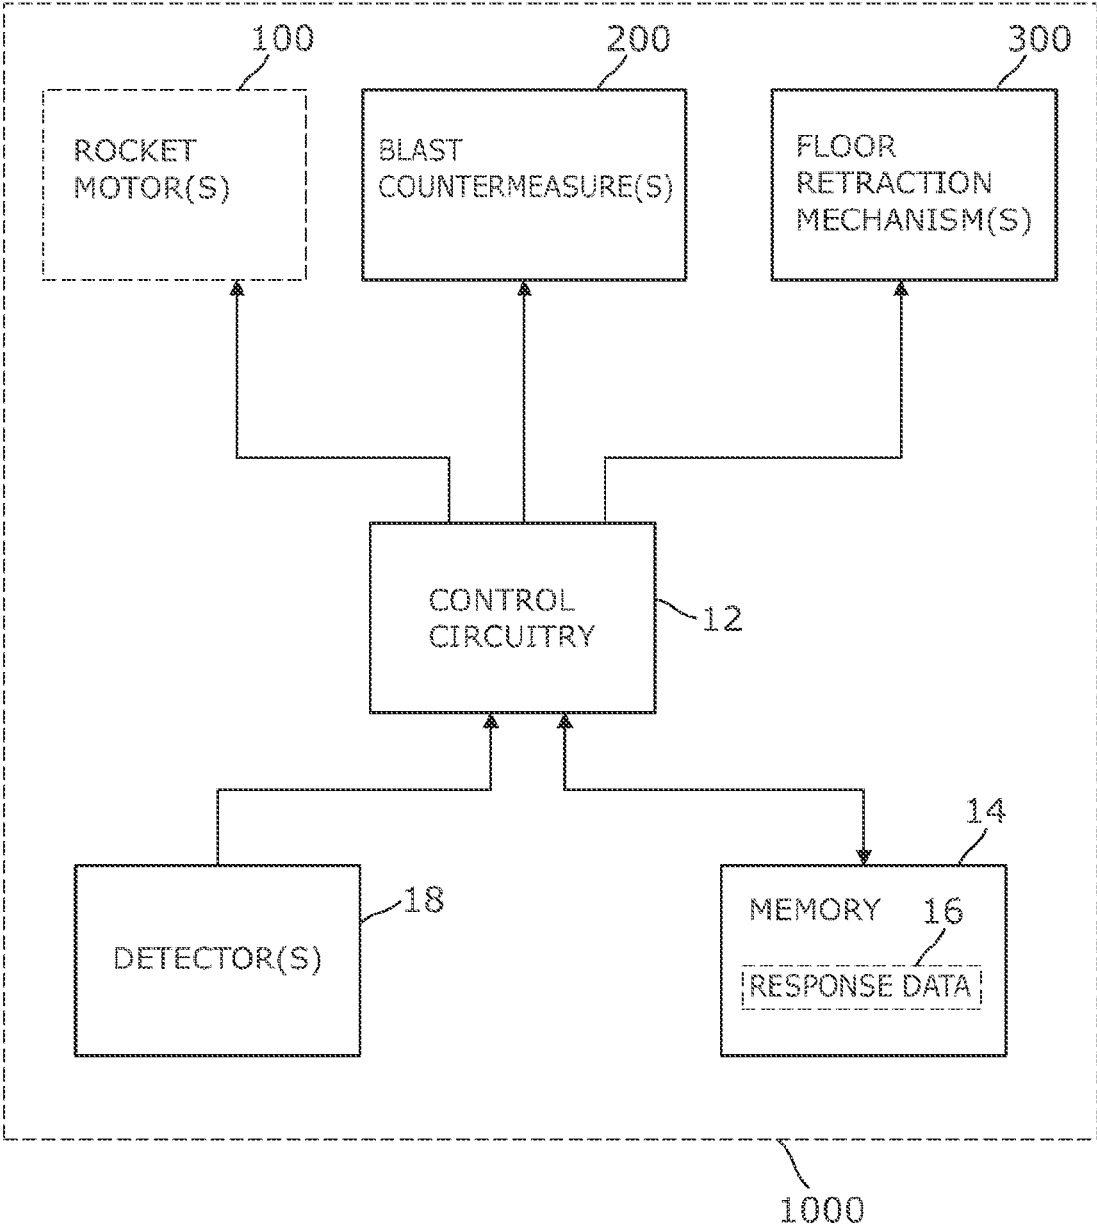 100
200
300
ROCKET
MOTOR(S)
BLAST
COUNTERMEASURE(S)
FLOOR
RETRACTION
MECHANISM(S)
CONTROL
CIRCUITRY
12
14
18
DETECTOR(S)
MEMORY
16
RESPONSE DATA
1000